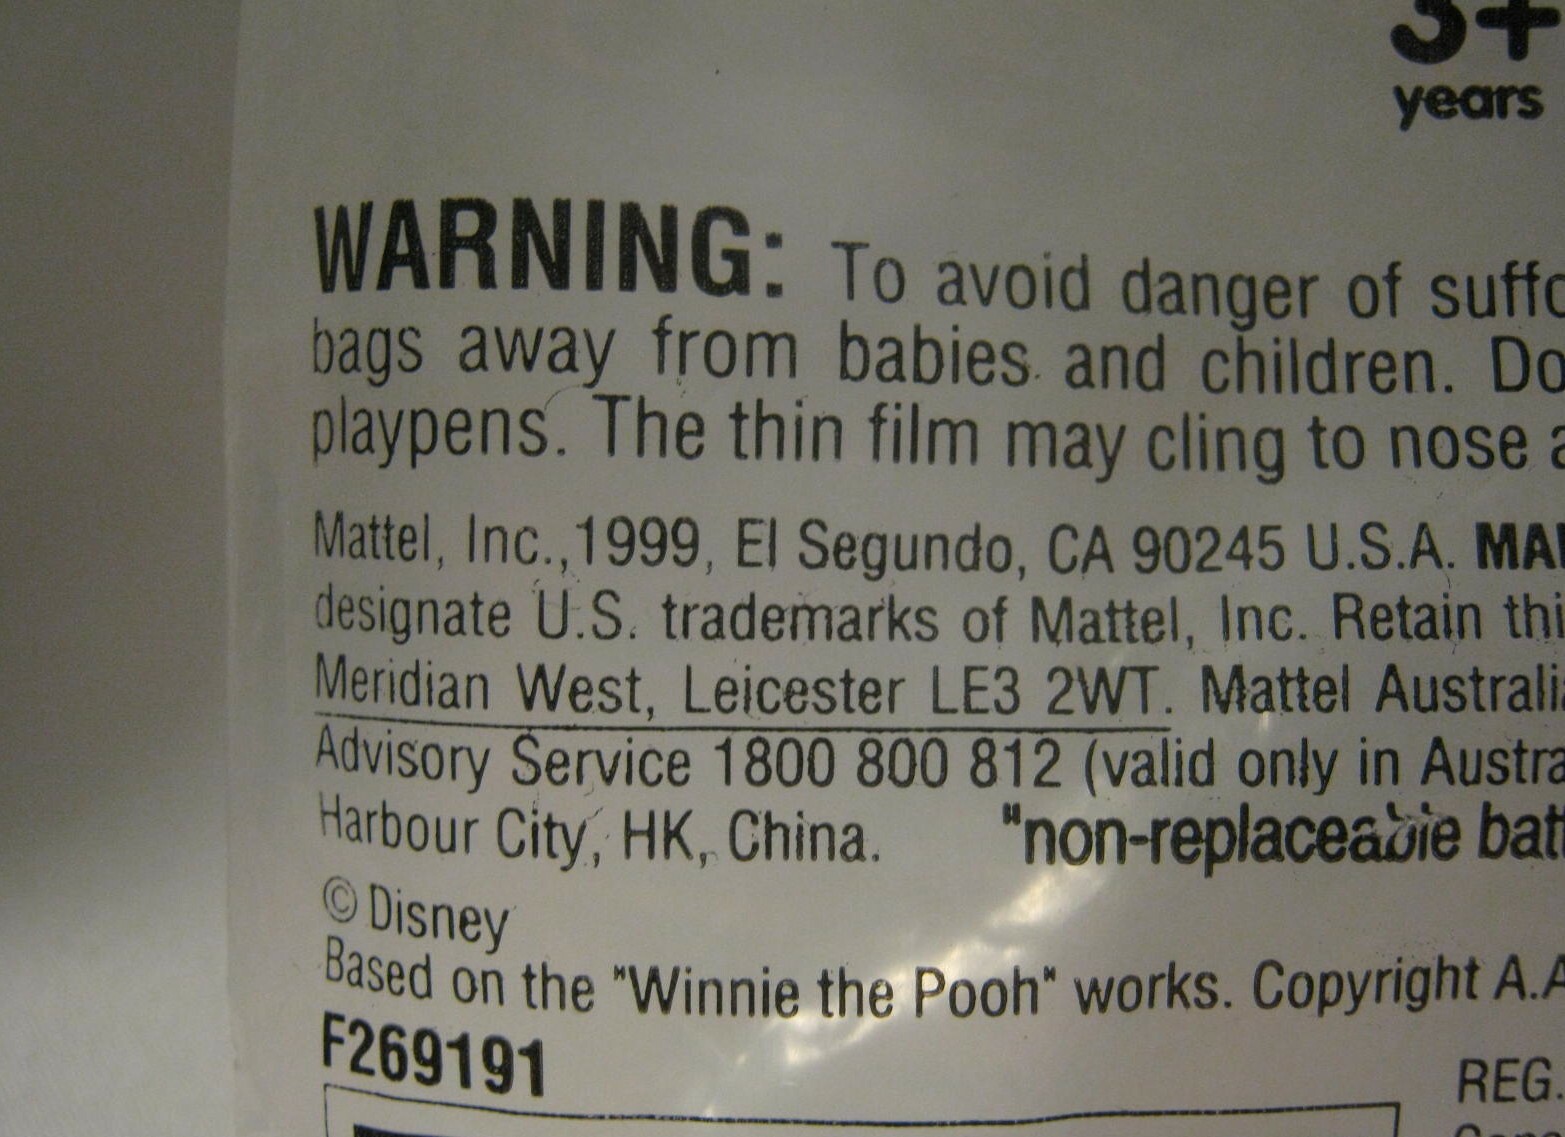 3+
years
WARNING: To avoid danger of suffo
bags away from babies and children. Do
playpens. The thin film may cling to nose a
Mattel, Inc.,1999, El Segundo, CA 90245 U.S.A. MA
designate U.S. trademarks of Mattel, Inc. Retain thi
Meridian West, Leicester LE3 2WT. Mattel Australi
Advisory Service 1800 800 812 (valid only in Austra
Harbour City, HK, China. "non-replaceable batt
© Disney
Based on the "Winnie the Pooh" works. Copyright A.A
F269191
REG.